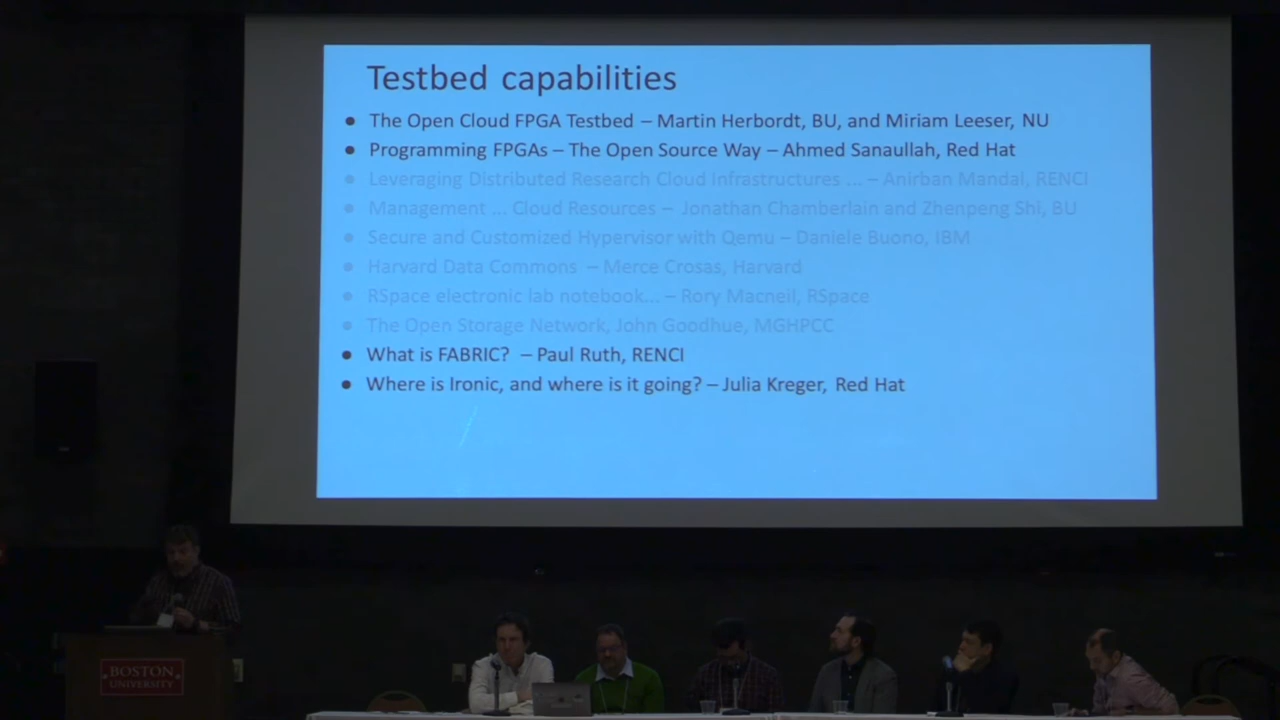 Testbed capabilities
• The Open Cloud FPGA Testbed – Martin Herbordt, BU, and Miriam Leeser, NU
• Programming FPGAs – The Open Source Way – Ahmed Sanaullah, Red Hat
• Leveraging Distributed Research Cloud Infrastructures ... – Anirban Mandal, RENCI
• Management ... Cloud Resources – Jonathan Chamberlain and Zhenpeng Shi, BU
• Secure and Customized Hypervisor with Qemu – Daniele Buono, IBM
• Harvard Data Commons – Merce Crosas, Harvard
• RSpace electronic lab notebook... – Rory Macneil, RSpace
• The Open Storage Network, John Goodhue, MGHPCC
• What is FABRIC? – Paul Ruth, RENCI
• Where is Ironic, and where is it going? – Julia Kreger, Red Hat
BOSTON
UNIVERSITY